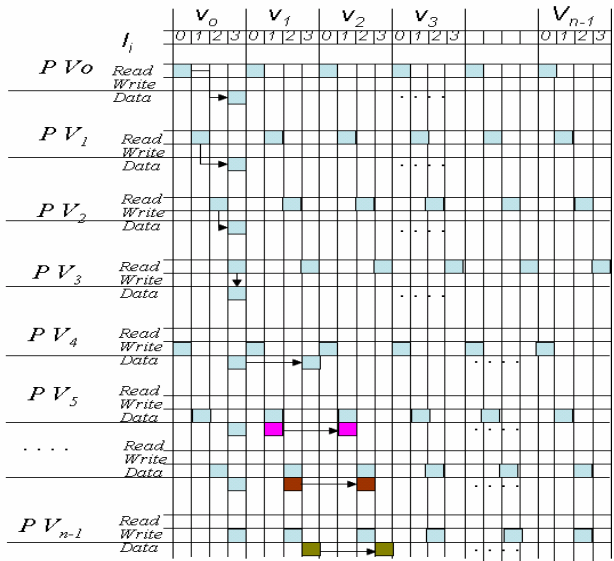 V₀ V₁ V₂ V₃ Vₙ₋₁
Iᵢ 0 1 2 3 0 1 2 3 0 1 2 3 0 1 2 3 0 1 2 3
P V₀ Read
Write
Data . . . .
P V₁ Read
Write
Data . . . .
P V₂ Read
Write
Data . . . .
P V₃ Read
Write
Data . . . .
P V₄ Read
Write
Data . . . .
P V₅ Read
Write
Data
. . . .
. . . . Read
Write
Data
. . . .
P Vₙ₋₁ Read
Write
Data . . . .